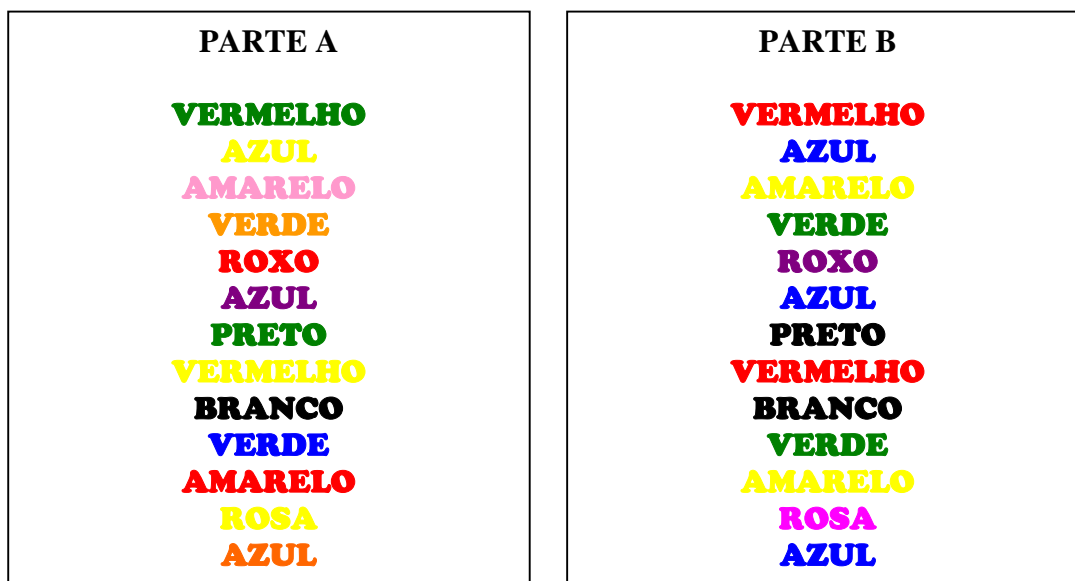 PARTE A
VERMELHO
AZUL
AMARELO
VERDE
ROXO
AZUL
PRETO
VERMELHO
BRANCO
VERDE
AMARELO
ROSA
AZUL
PARTE B
VERMELHO
AZUL
AMARELO
VERDE
ROXO
AZUL
PRETO
VERMELHO
BRANCO
VERDE
AMARELO
ROSA
AZUL